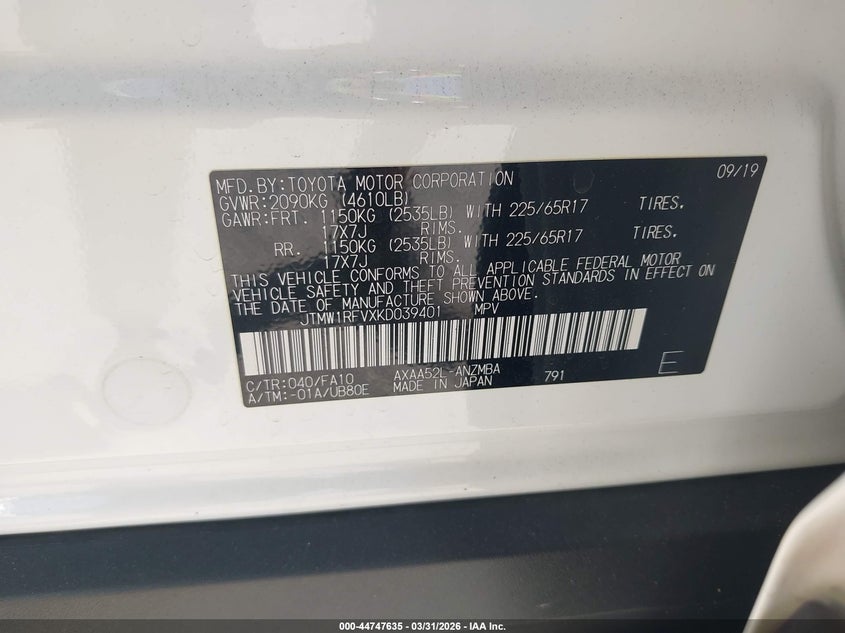 MFD.BY:TOYOTA MOTOR CORPORATION 09/19
GVWR:2090KG (4610LB)
GAWR:FRT. 1150KG (2535LB) WITH 225/65R17 TIRES.
17X7J RIMS.
RR. 1150KG (2535LB) WITH 225/65R17 TIRES.
17X7J RIMS.
THIS VEHICLE CONFORMS TO ALL APPLICABLE FEDERAL MOTOR
VEHICLE SAFETY AND THEFT PREVENTION STANDARDS IN EFFECT ON
THE DATE OF MANUFACTURE SHOWN ABOVE.
JTMW1RFVXKD039401 MPV
C/TR:040/FA10 AXAA52L-ANZMBA 791 E
A/TM:-01A/UB80E MADE IN JAPAN
000-44747635 - 03/31/2026 - IAA Inc.